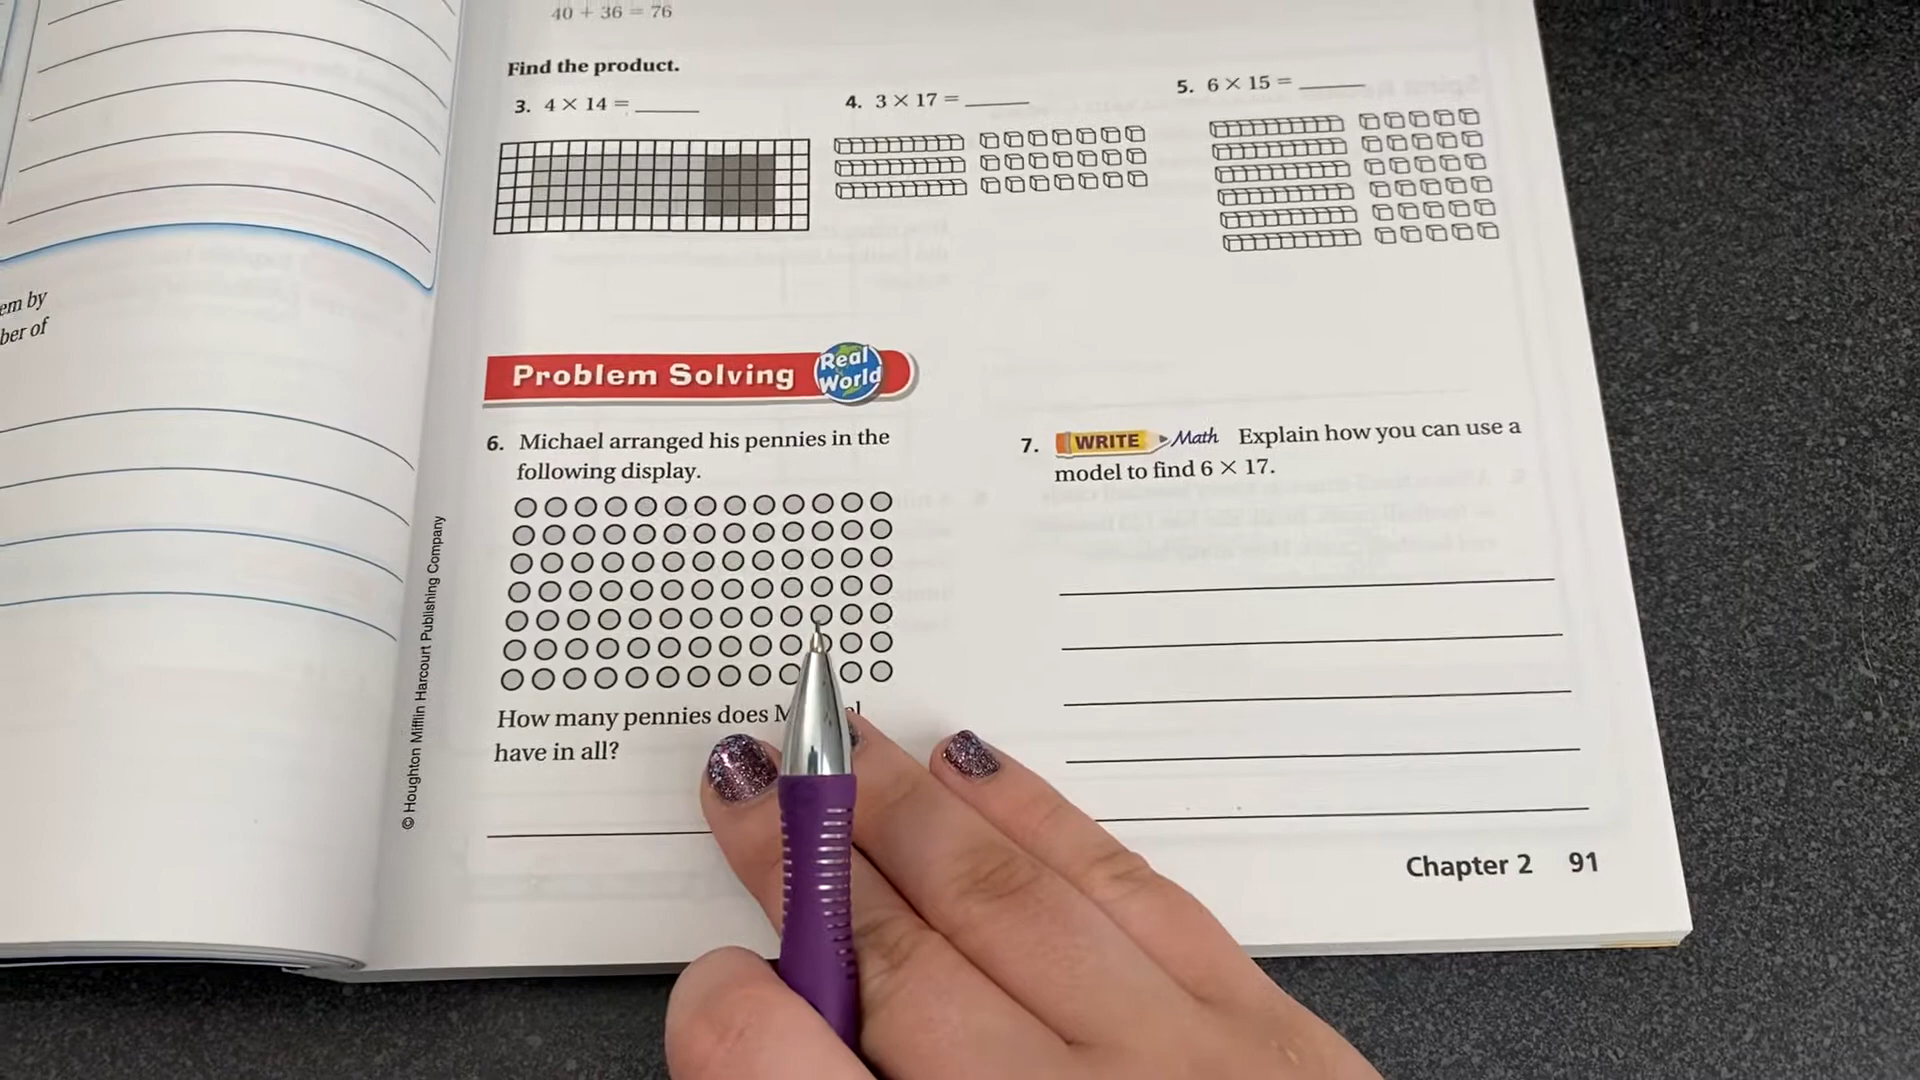 40 + 36 = 76
Find the product.
3. 4 × 14 = ______
4. 3 × 17 = ______
5. 6 × 15 = ______
em by
ber of
Problem Solving Real World
6. Michael arranged his pennies in the
following display.
How many pennies does
have in all?
7. WRITE Math Explain how you can use a
model to find 6 × 17.
© Houghton Mifflin Harcourt Publishing Company
Chapter 2 91